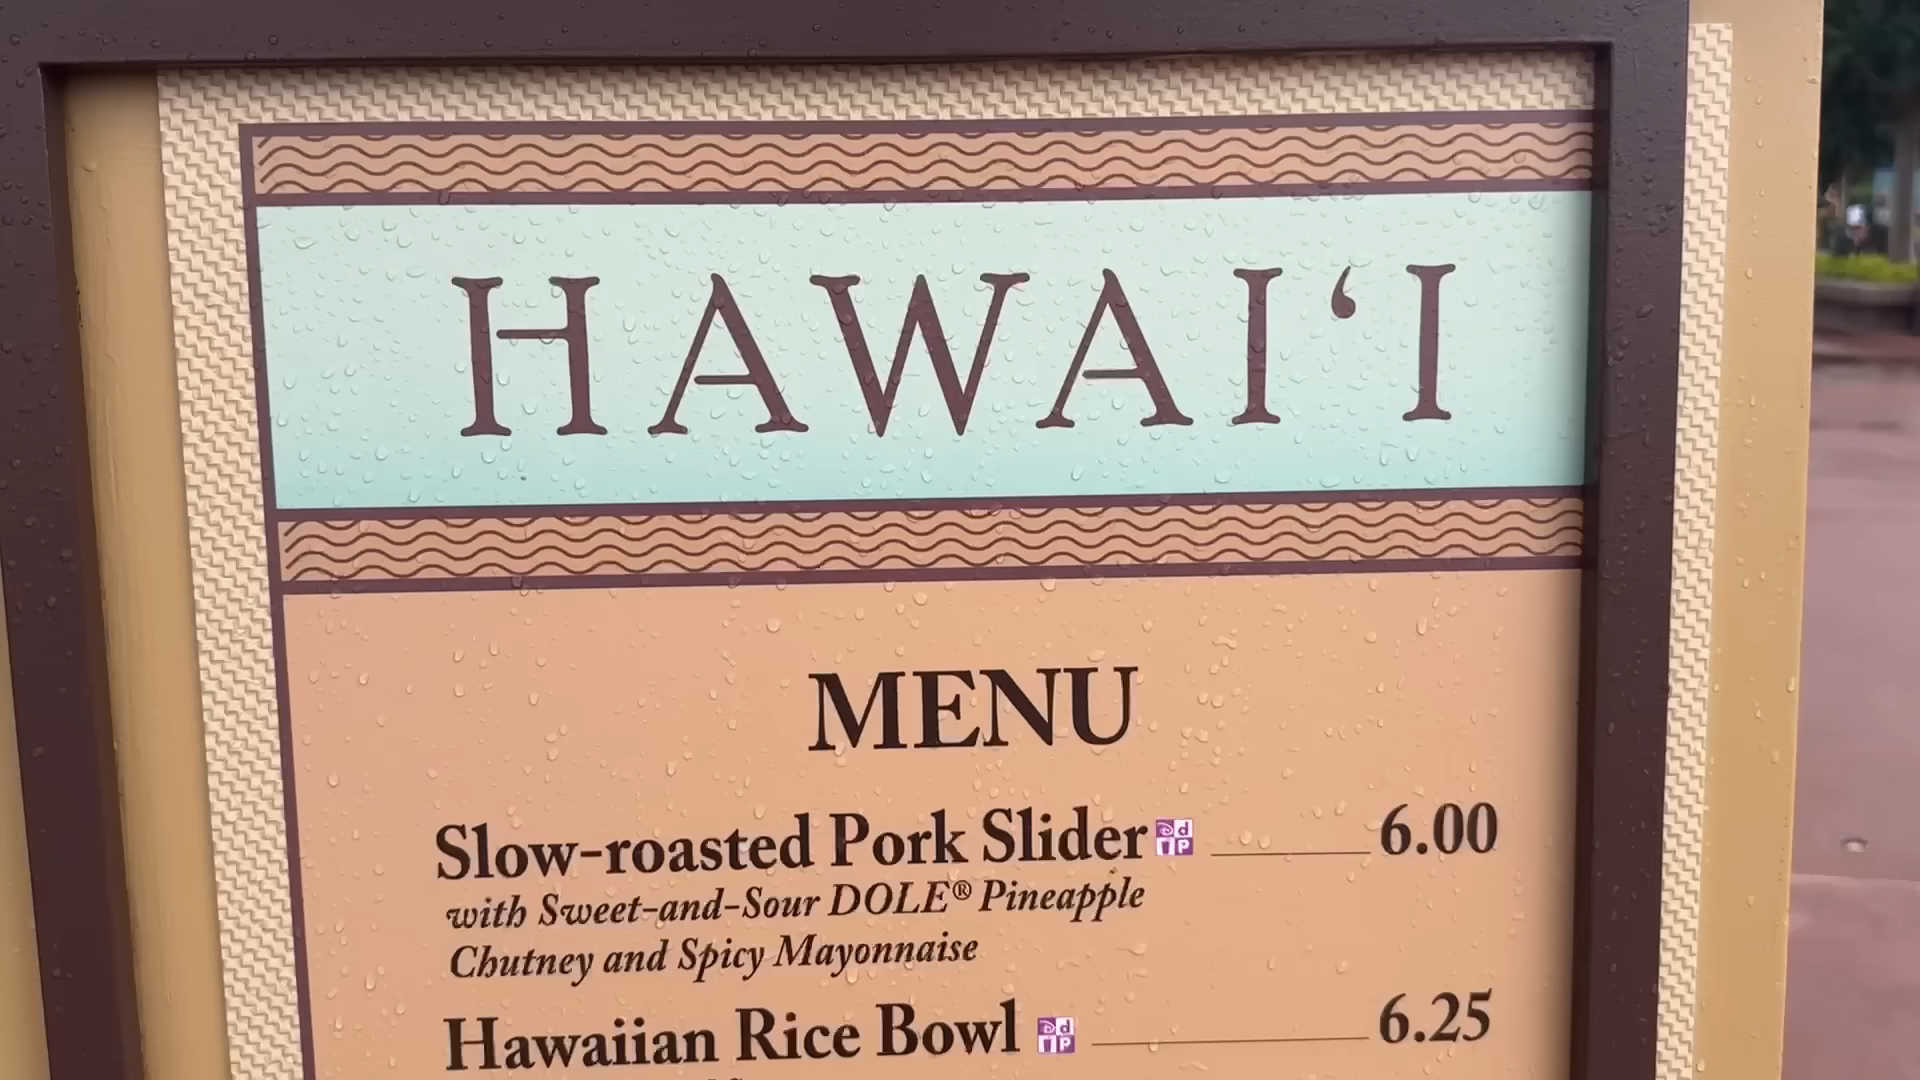 HAWAIʻI
MENU
Slow-roasted Pork Slider 6.00
with Sweet-and-Sour DOLE® Pineapple
Chutney and Spicy Mayonnaise
Hawaiian Rice Bowl 6.25